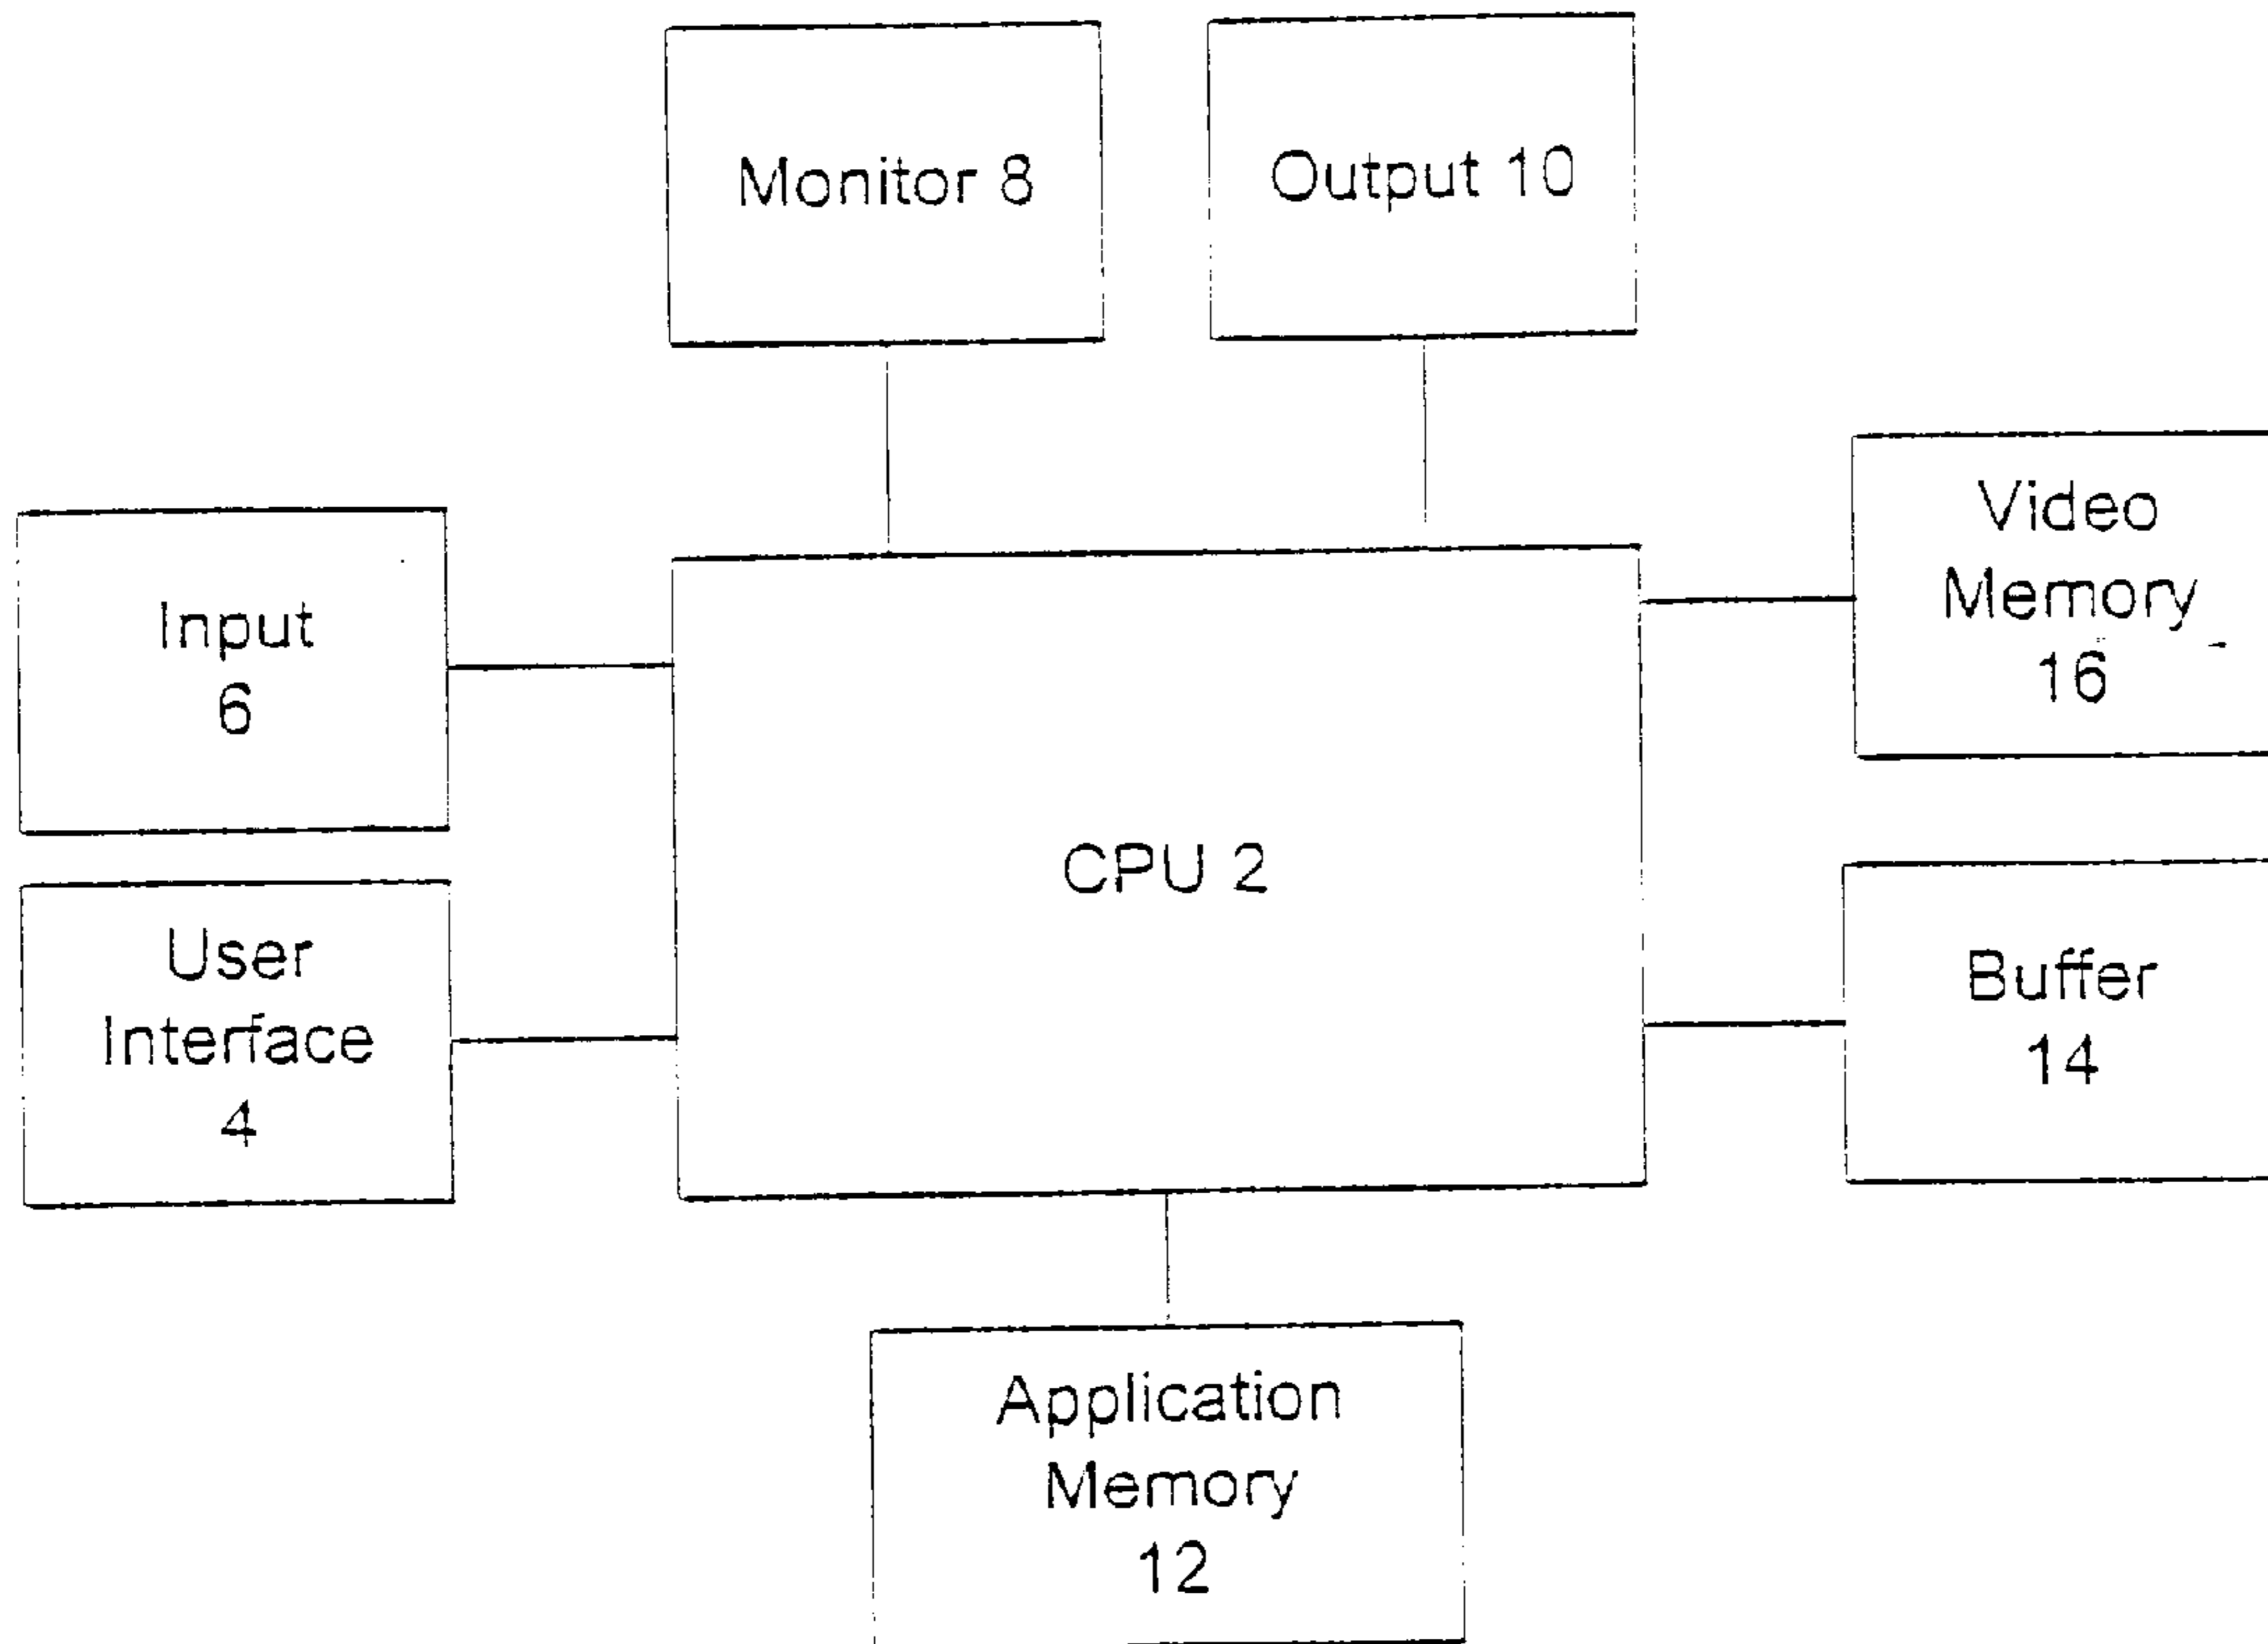 Monitor 8
Output 10
Input
6
Video
Memory
16
CPU 2
User
Interface
4
Buffer
14
Application
Memory
12